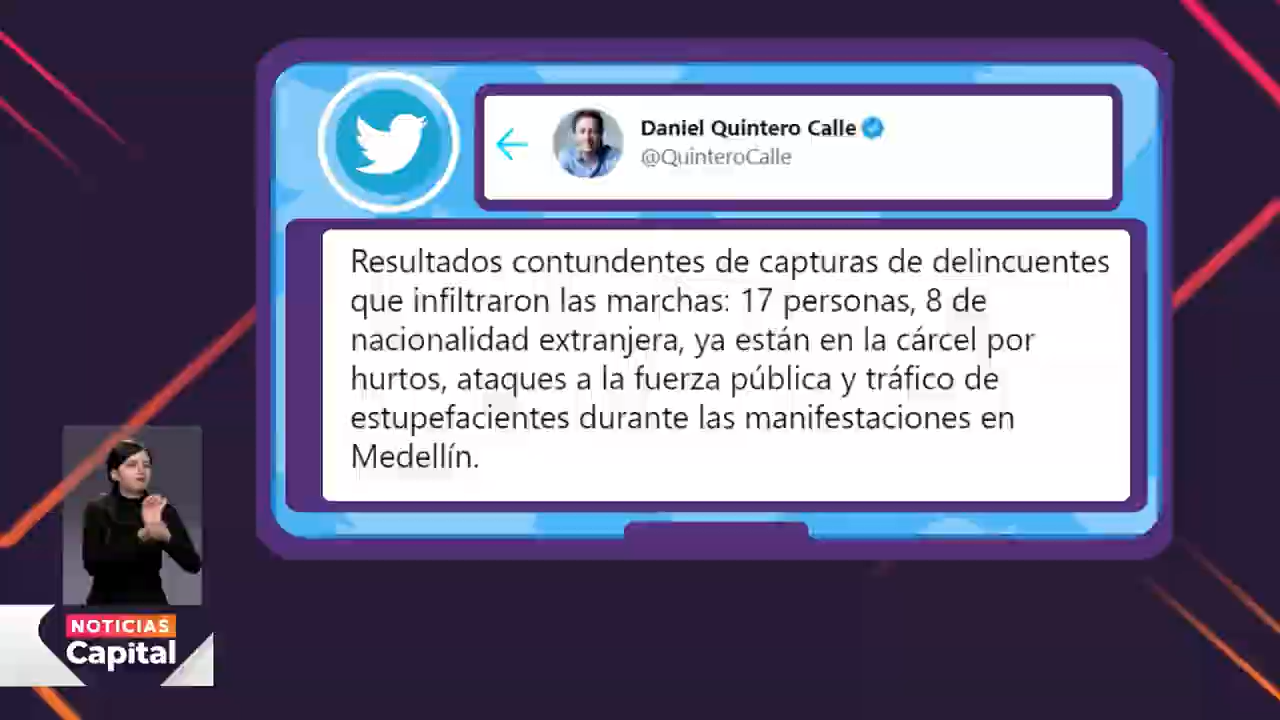 Daniel Quintero Calle
@QuinteroCalle
Resultados contundentes de capturas de delincuentes
que infiltraron las marchas: 17 personas, 8 de
nacionalidad extranjera, ya están en la cárcel por
hurtos, ataques a la fuerza pública y tráfico de
estupefacientes durante las manifestaciones en
Medellín.
NOTICIAS
Capital